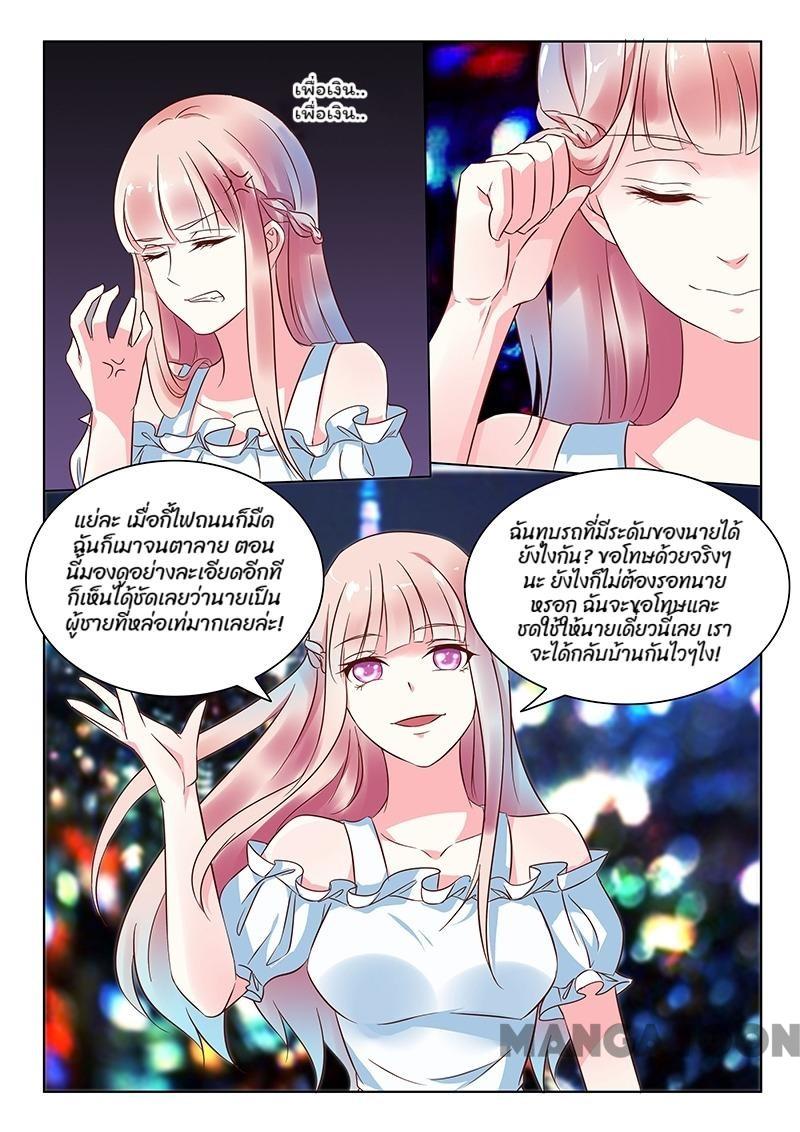 เพื่อเงิน..
เพื่อเงิน..
แย่ละ เมื่อกี้ไฟถนนก็มืด
ฉันก็เมาจนตาลาย ตอน
นี้มองดูอย่างละเอียดอีกที
ก็เห็นได้ชัดเลยว่านายเป็น
ผู้ชายที่หล่อเท่มากเลยล่ะ!
ฉันทุบรถที่มีระดับของนายได้
ยังไงกัน? ขอโทษด้วยจริงๆ
นะ ยังไงก็ไม่ต้องรอทนาย
หรอก ฉันจะขอโทษและ
ชดใช้ให้นายเดี๋ยวนี้เลย เรา
จะได้กลับบ้านกันไวๆไง!
MANGATOON